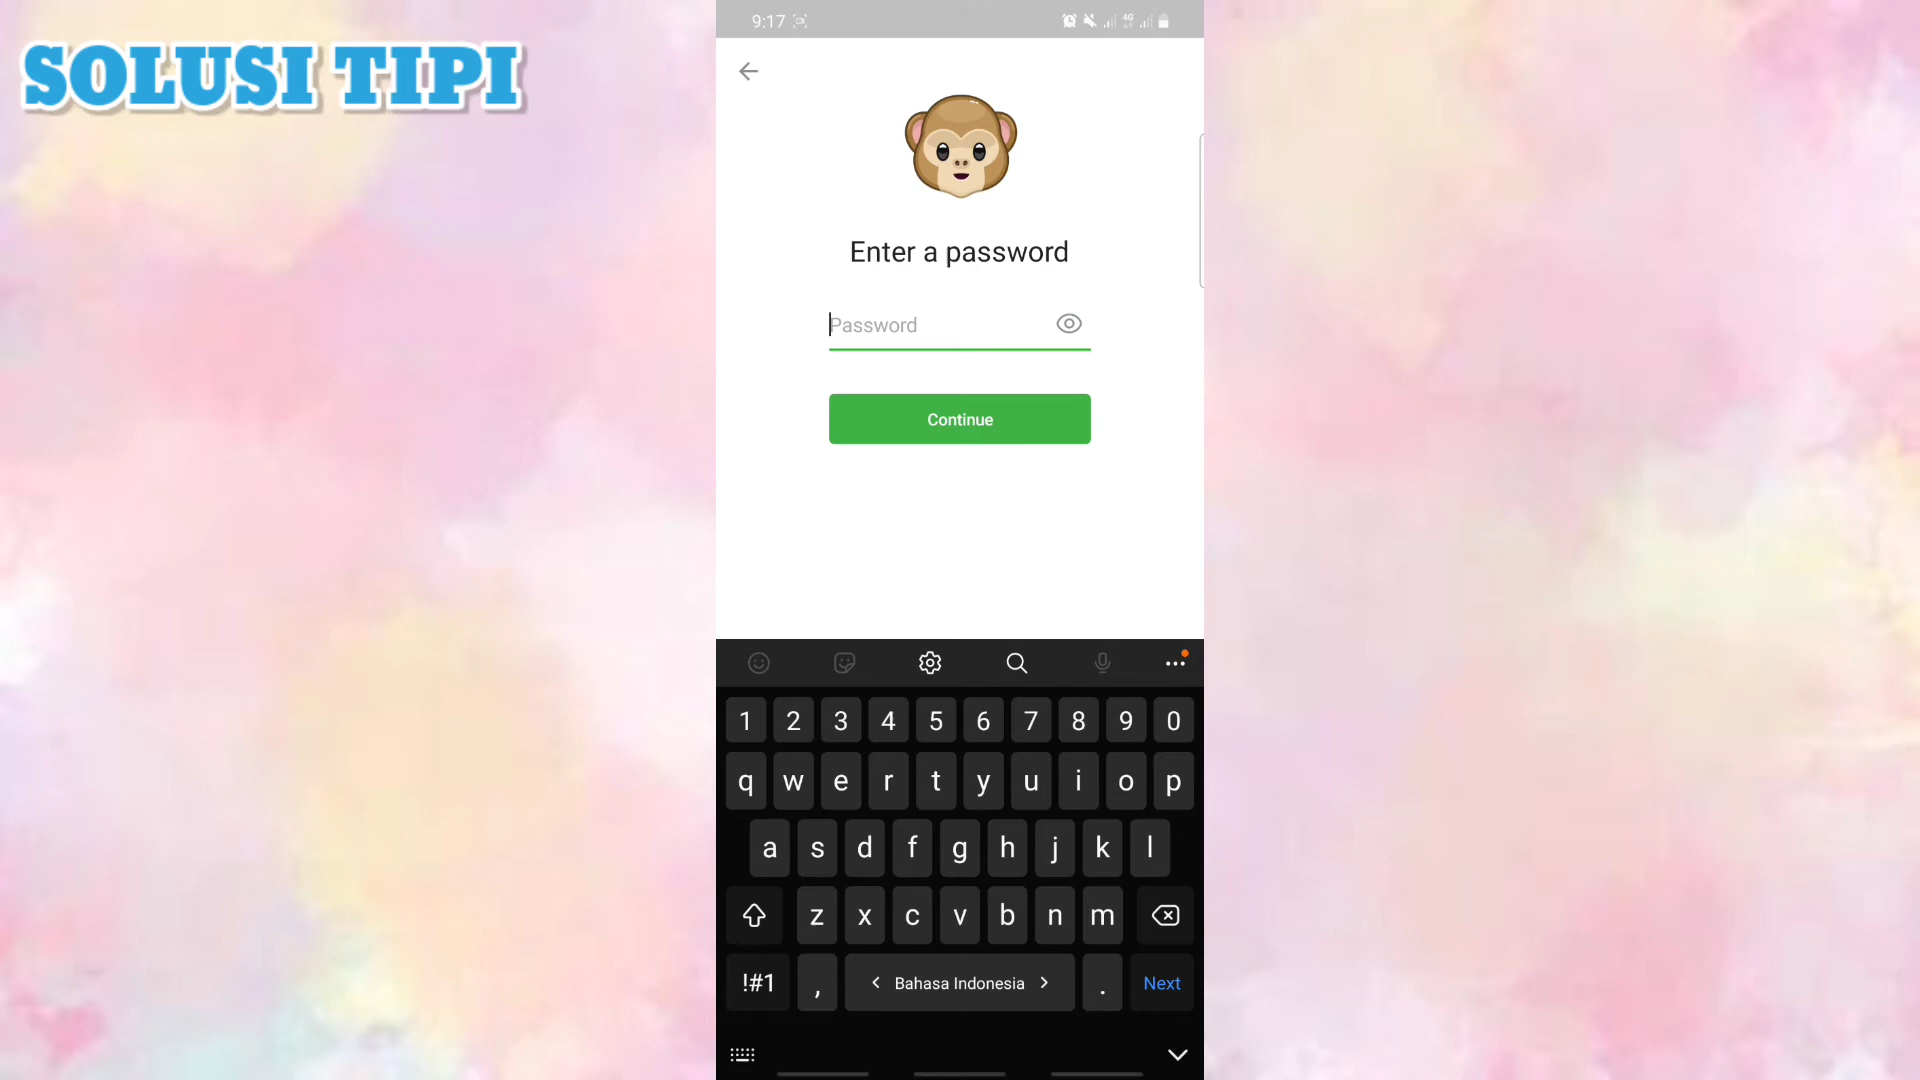 SOLUSI TIPI
9:17
4G
Enter a password
Password
Continue
1 2 3 4 5 6 7 8 9 0
q w e r t y u i o p
a s d f g h j k l
z x c v b n m
!#1 , < Bahasa Indonesia > . Next